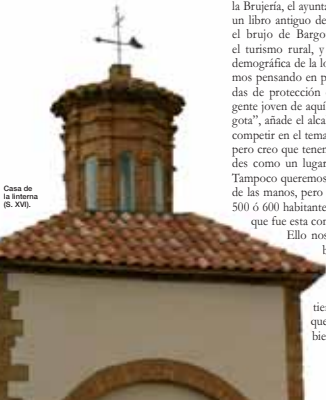 la Brujería, el ayunta
un libro antiguo de
el brujo de Bargo
el turismo rural, y
demográfica de la lo
mos pensando en p
das de protección
gente joven de aquí
gota”, añade el alca
competir en el tema
pero creo que tener
des como un lugar
Tampoco queremos
de las manos, pero
500 ó 600 habitante
que fue esta con
Ello nos
b
tier
que
bie
Casa de
la linterna
(S. XVI).